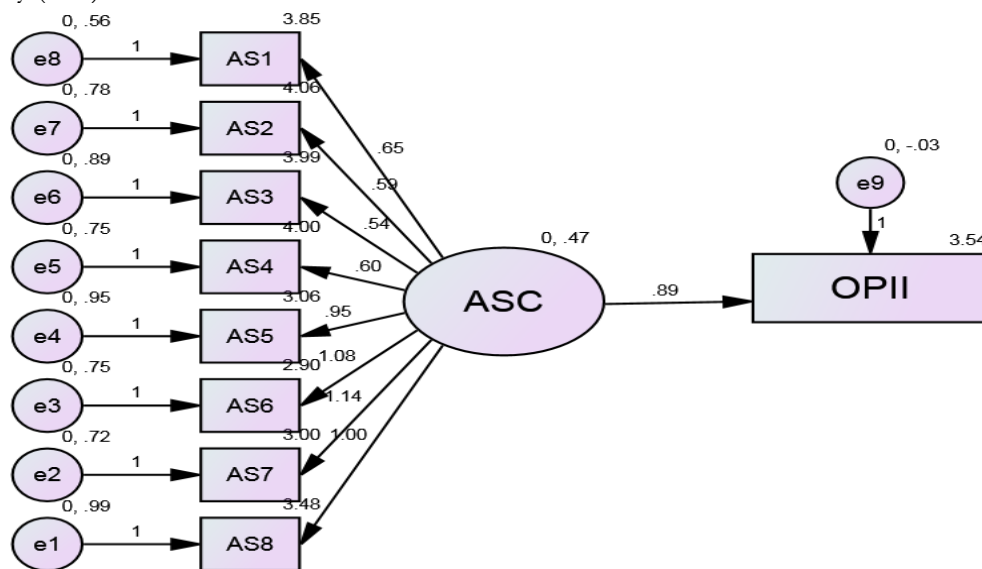 0, .56
3.85
e8
1
AS1
0, .78
4.06
e7
1
AS2
.65
0, .89
3.99
.59
0, -.03
e6
1
AS3
.54
e9
0, .75
4.00
0, .47
1
3.54
e5
1
AS4
.60
ASC
.89
OPII
0, .95
3.06
.95
e4
1
AS5
0, .75
2.90
1.08
e3
1
AS6
1.14
0, .72
3.00
1.00
e2
1
AS7
0, .99
3.48
e1
1
AS8